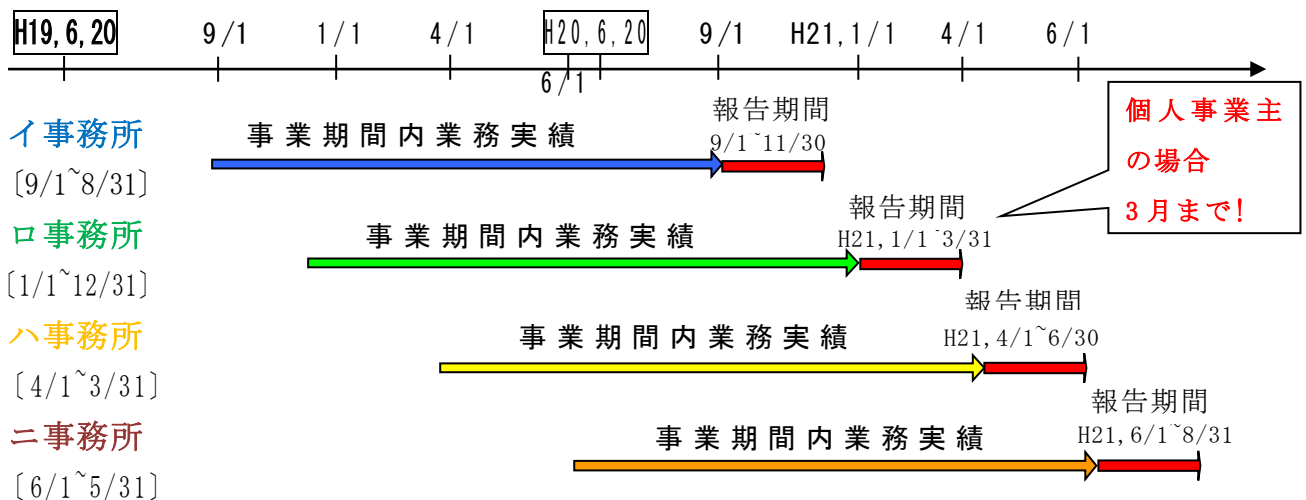 H19,6,20 9/1 1/1 4/1 H20,6,20 9/1 H21,1/1 4/1 6/1
6/1
イ事務所 事業期間内業務実績 報告期間
9/1~11/30
[9/1~8/31]
個人事業主
の場合
3月まで!
ロ事務所 事業期間内業務実績 報告期間
H21,1/1~3/31
[1/1~12/31]
ハ事務所 事業期間内業務実績 報告期間
H21,4/1~6/30
[4/1~3/31]
ニ事務所 事業期間内業務実績 報告期間
H21,6/1~8/31
[6/1~5/31]